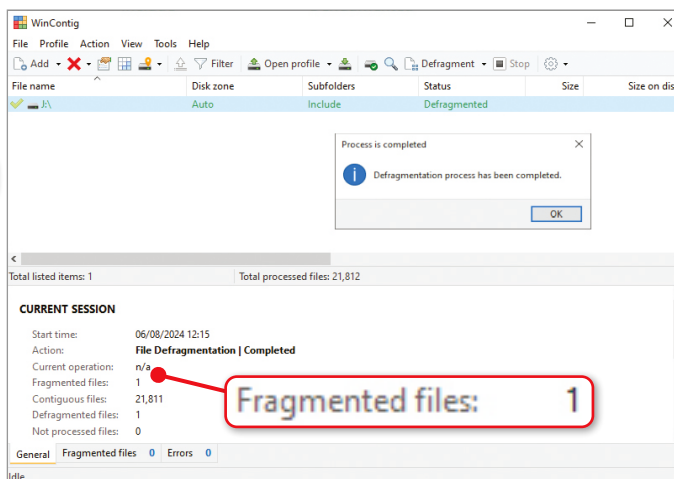 WinContig
File Profile Action View Tools Help
Add Filter Open profile Defragment Stop
File name Disk zone Subfolders Status Size Size on dis
J:\ Auto Include Defragmented
Process is completed
Defragmentation process has been completed.
OK
Total listed items: 1 Total processed files: 21,812
CURRENT SESSION
Start time: 06/08/2024 12:15
Action: File Defragmentation | Completed
Current operation: n/a
Fragmented files: 1
Contiguous files: 21,811
Defragmented files: 1
Not processed files: 0
Fragmented files: 1
General Fragmented files 0 Errors 0
Idle